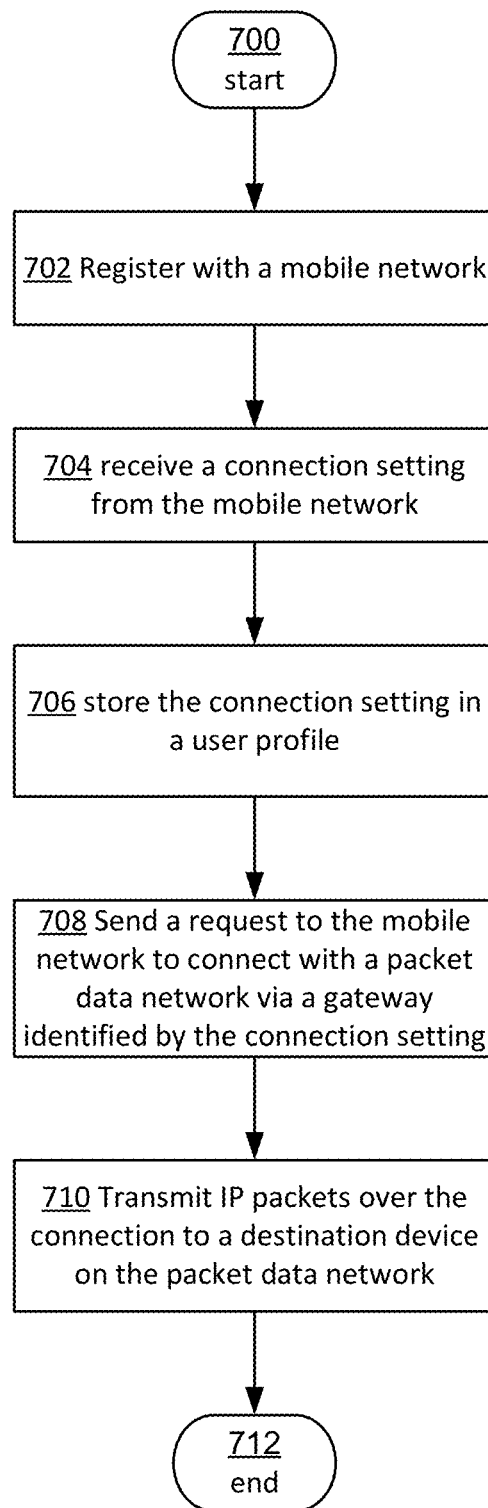 700
start
702 Register with a mobile network
704 receive a connection setting
from the mobile network
706 store the connection setting in
a user profile
708 Send a request to the mobile
network to connect with a packet
data network via a gateway
identified by the connection setting
710 Transmit IP packets over the
connection to a destination device
on the packet data network
712
end